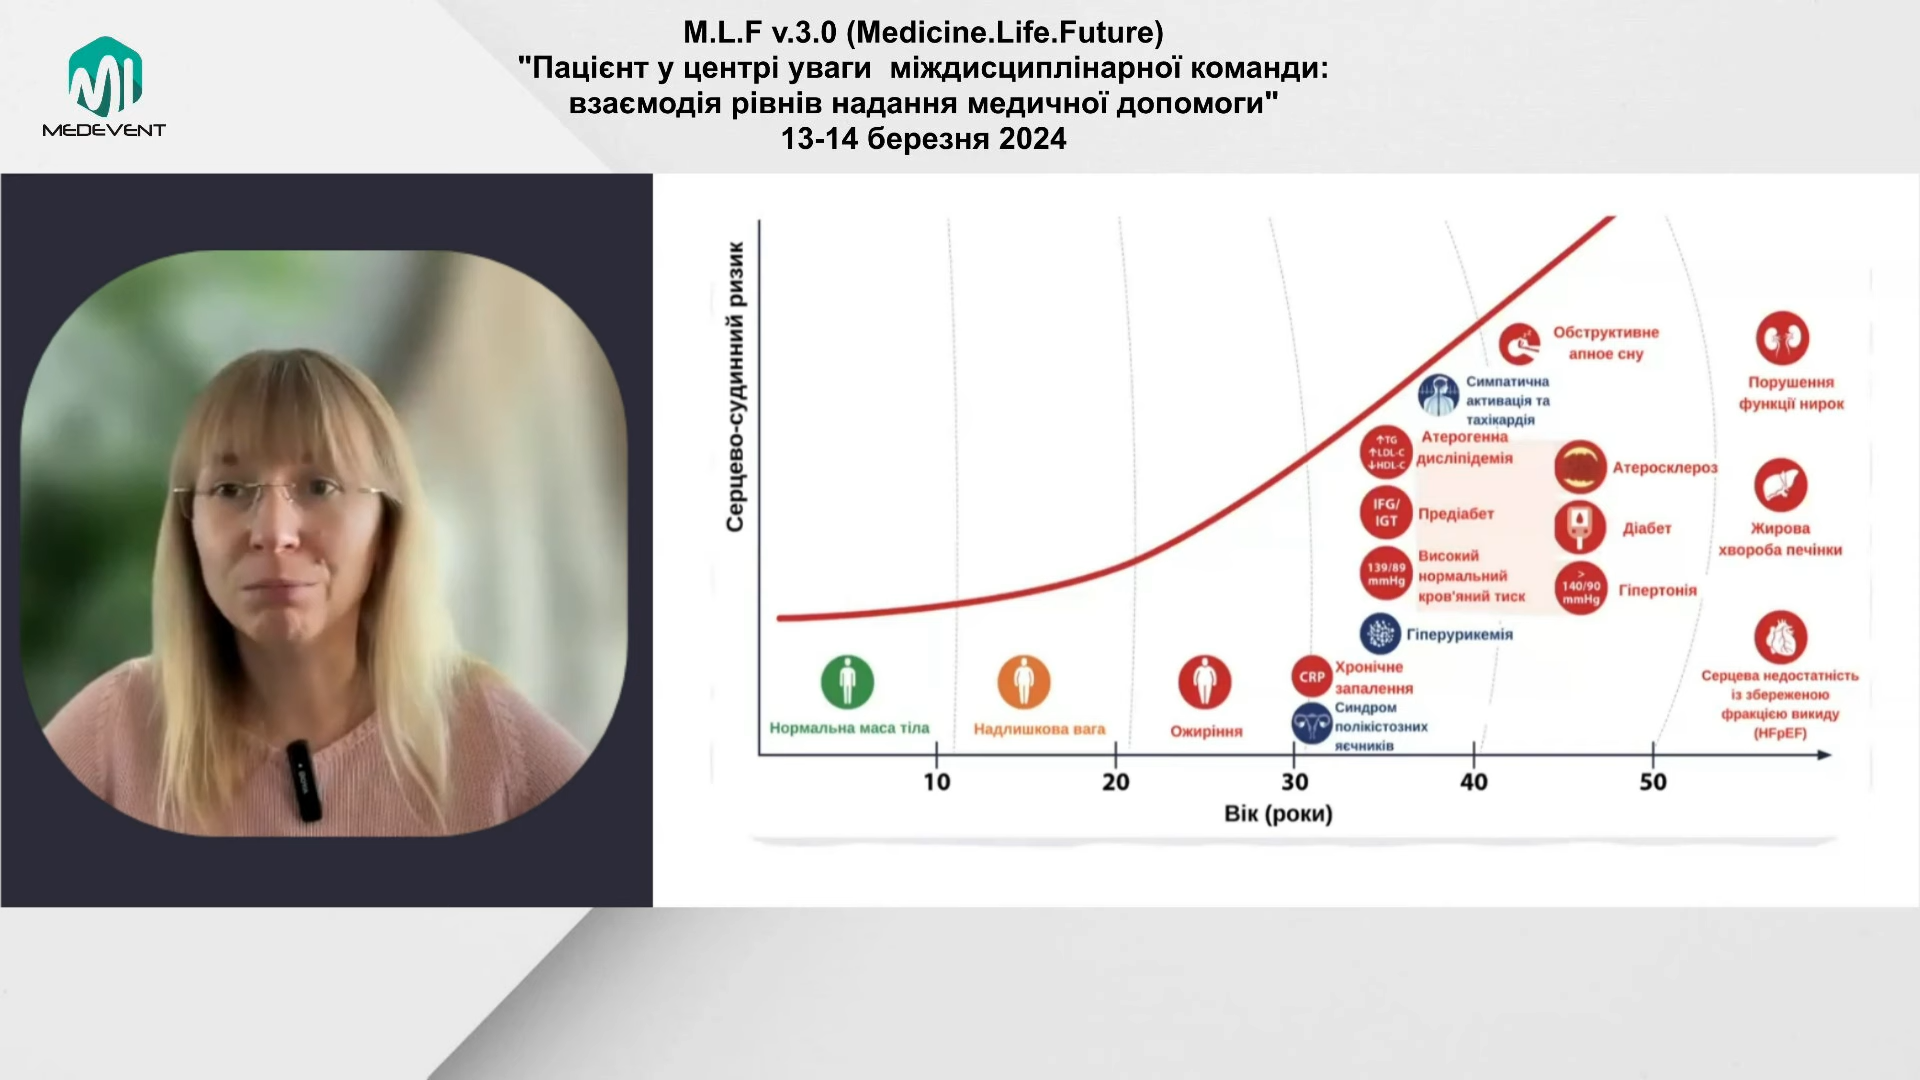 M.L.F v.3.0 (Medicine.Life.Future)
"Пацієнт у центрі уваги міждисциплінарної команди:
взаємодія рівнів надання медичної допомоги"
13-14 березня 2024
MEDEVENT
Серцево-судинний ризик
Обструктивне
апное сну
Симпатична
активація та
тахікардія
↑TG
↑LDL-C
↓HDL-C
Атерогенна
дисліпідемія
IFG/
IGT
Предіабет
139/89
mmHg
Високий
нормальний
кров'яний тиск
Гіперурикемія
CRP
Хронічне
запалення
Синдром
полікістозних
яєчників
Атеросклероз
Діабет
>
140/90
mmHg
Гіпертонія
Порушення
функції нирок
Жирова
хвороба печінки
Серцева недостатність
із збереженою
фракцією викиду
(HFpEF)
Нормальна маса тіла
Надлишкова вага
Ожиріння
10
20
30
40
50
Вік (роки)